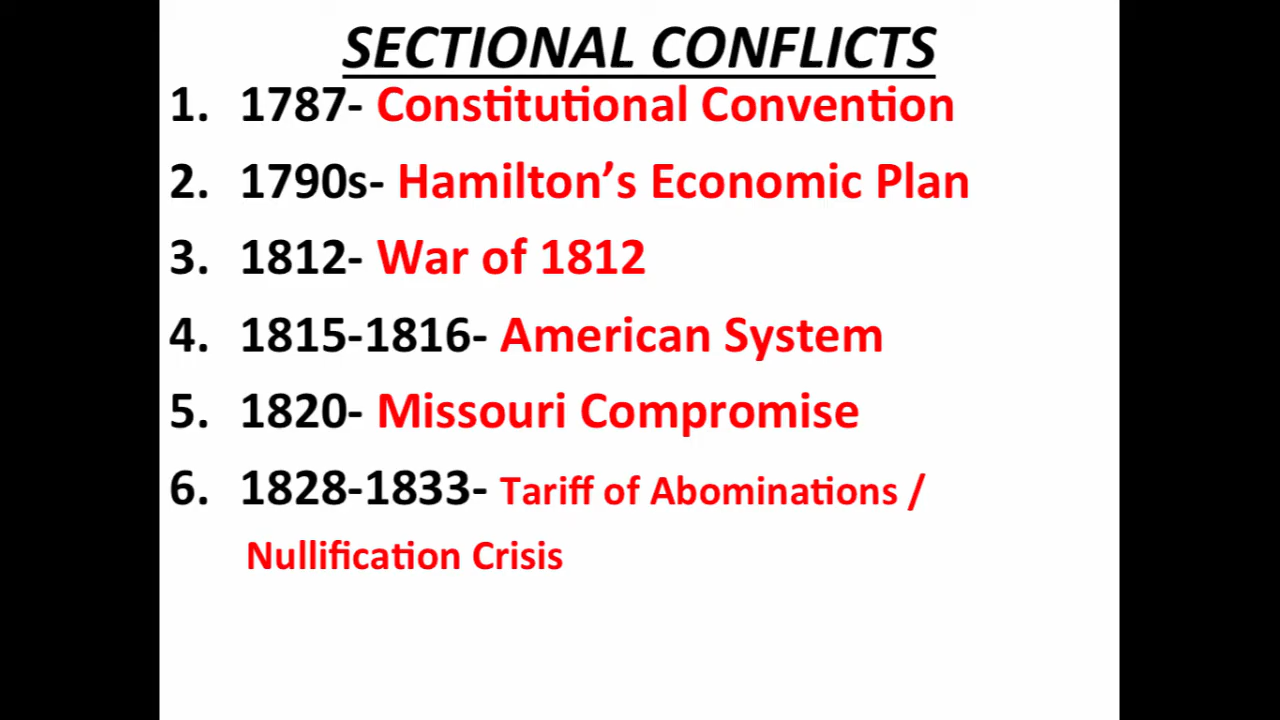 SECTIONAL CONFLICTS
1. 1787- Constitutional Convention
2. 1790s- Hamilton’s Economic Plan
3. 1812- War of 1812
4. 1815-1816- American System
5. 1820- Missouri Compromise
6. 1828-1833- Tariff of Abominations /
Nullification Crisis